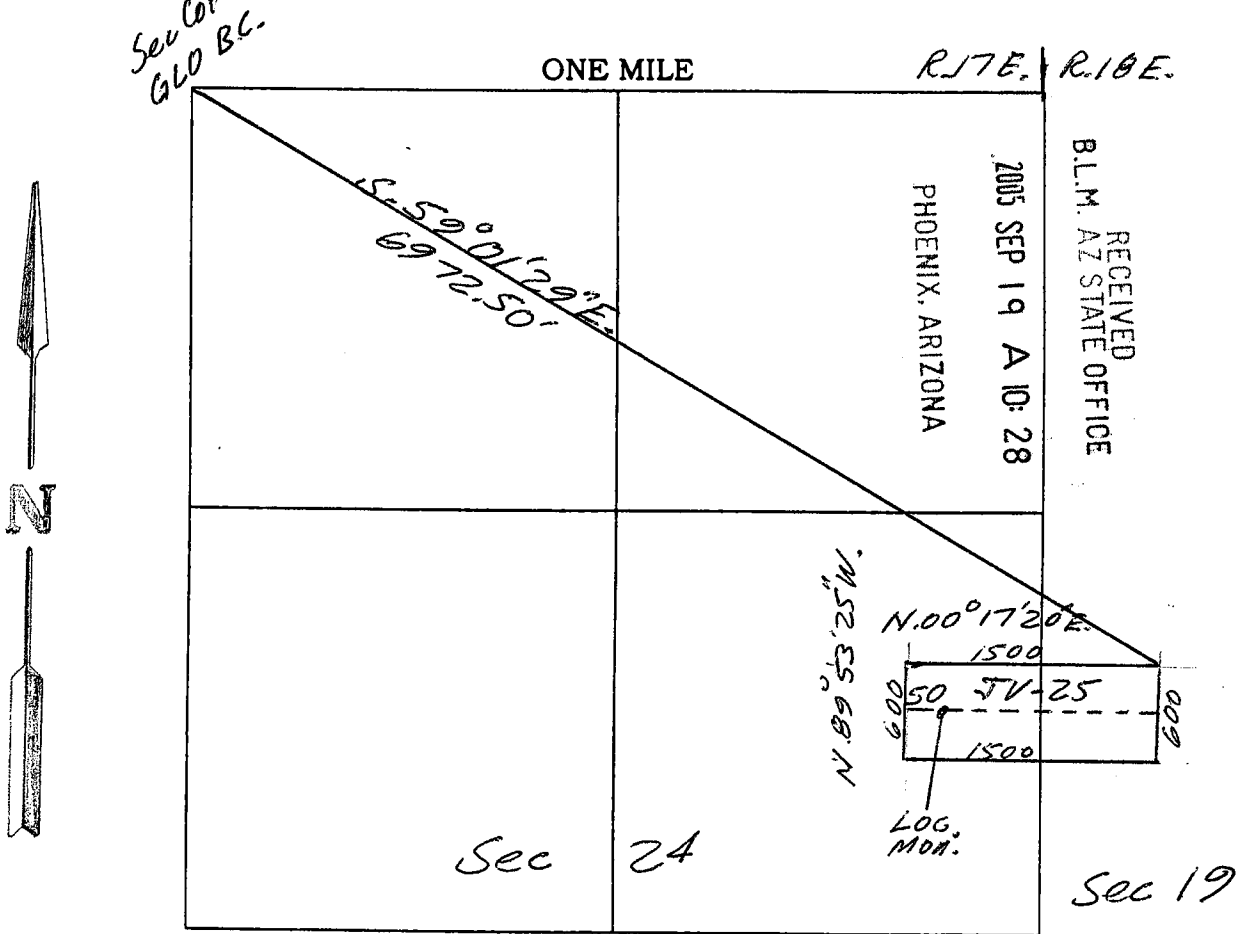 Sec Cor
GLO B.C.
ONE MILE
R.17E. R.18E.
S. 59°01'29"E.
6972.50'
RECEIVED
B.L.M. AZ STATE OFFICE
2005 SEP 19 A 10: 28
PHOENIX, ARIZONA
N
N.89°53'25"W.
N.00°17'20"E.
1500
600
50 JV-25
600
1500
LOC.
MON.
Sec 24
Sec 19